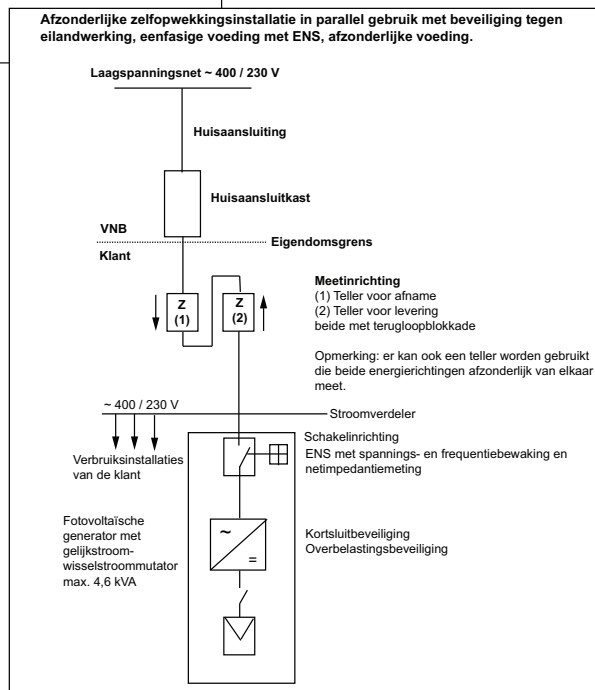 Afzonderlijke zelfopwekkingsinstallatie in parallel gebruik met beveiliging tegen
eilandwerking, eenfasige voeding met ENS, afzonderlijke voeding.
Laagspanningsnet ~ 400 / 230 V
Huisaansluiting
Huisaansluitkast
VNB
Eigendomsgrens
Klant
Z
(1)
Z
(2)
Meetinrichting
(1) Teller voor afname
(2) Teller voor levering
beide met terugloopblokkade
Opmerking: er kan ook een teller worden gebruikt
die beide energierichtingen afzonderlijk van elkaar
meet.
~ 400 / 230 V
Stroomverdeler
Verbruiksinstallaties
van de klant
Schakelinrichting
ENS met spannings- en frequentiebewaking en
netimpedantiemeting
Fotovoltaïsche
generator met
gelijkstroom-
wisselstroommutator
max. 4,6 kVA
~
=
Kortsluitbeveiliging
Overbelastingsbeveiliging